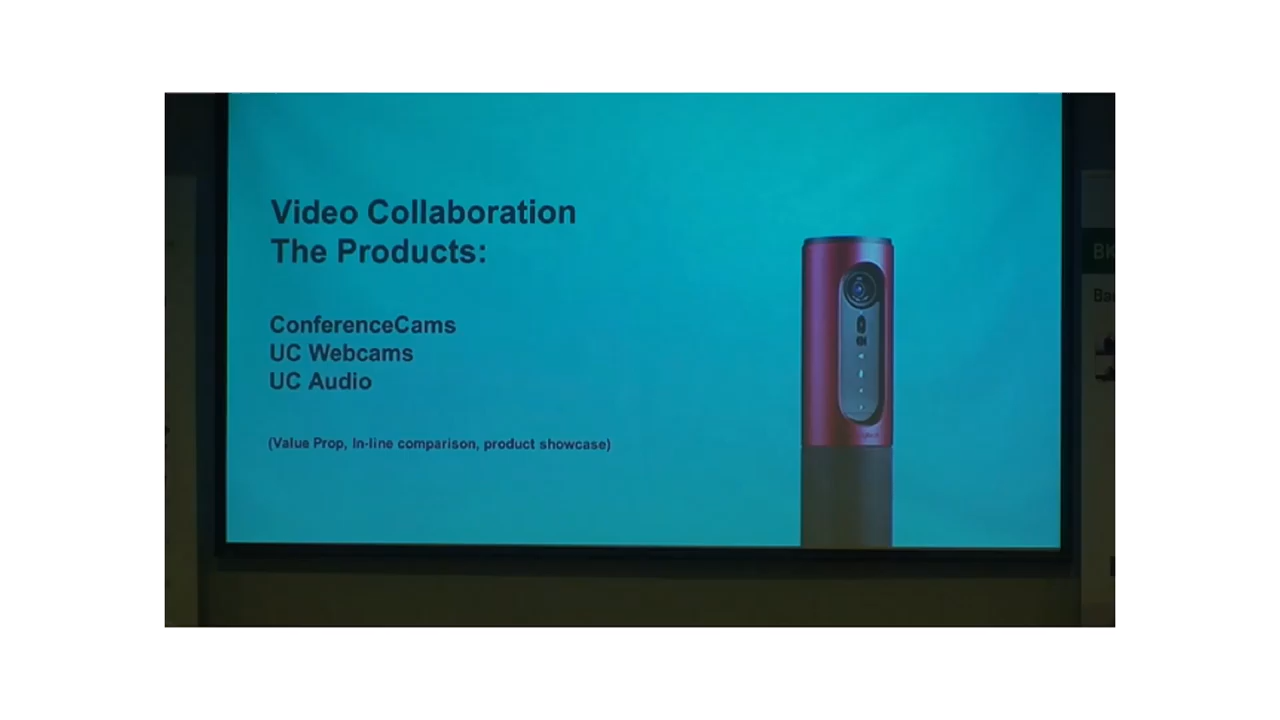 Video Collaboration
The Products:
ConferenceCams
UC Webcams
UC Audio
(Value Prop, In-line comparison, product showcase)